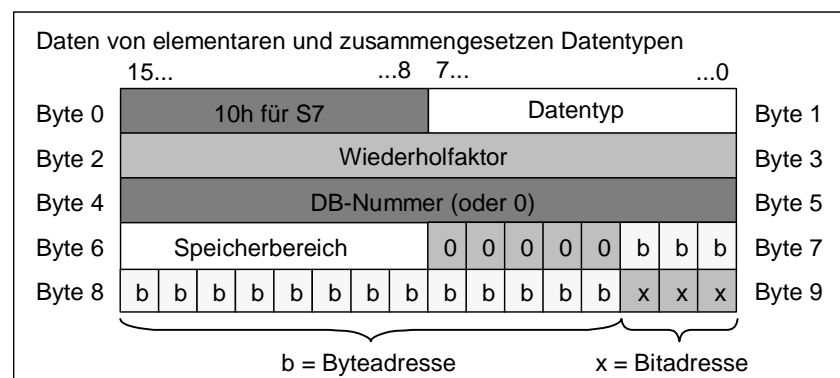 Daten von elementaren und zusammengesetzen Datentypen
15... ...8 7... ...0
Byte 0 10h für S7 Datentyp Byte 1
Byte 2 Wiederholfaktor Byte 3
Byte 4 DB-Nummer (oder 0) Byte 5
Byte 6 Speicherbereich 0 0 0 0 0 b b b Byte 7
Byte 8 b b b b b b b b b b b b b x x x Byte 9
b = Byteadresse x = Bitadresse